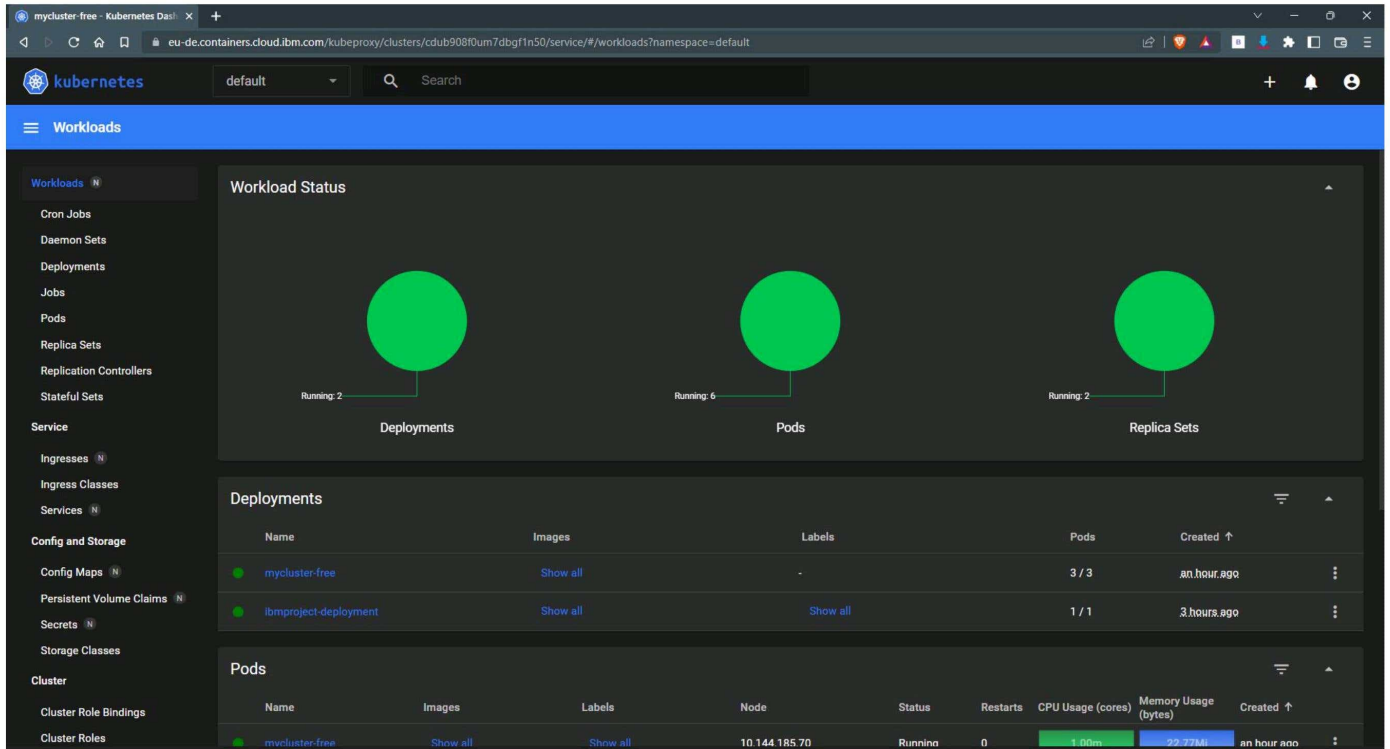 mycluster-free - Kubernetes Dash
eu-de.containers.cloud.ibm.com/kubeproxy/clusters/cdub908f0um7dbgf1n50/service/#/workloads?namespace=default
kubernetes default Search
Workloads
Workloads N
Cron Jobs
Daemon Sets
Deployments
Jobs
Pods
Replica Sets
Replication Controllers
Stateful Sets
Service
Ingresses N
Ingress Classes
Services N
Config and Storage
Config Maps N
Persistent Volume Claims N
Secrets N
Storage Classes
Cluster
Cluster Role Bindings
Cluster Roles
Workload Status
Running: 2 Running: 6 Running: 2
Deployments Pods Replica Sets
Deployments
Name Images Labels Pods Created ↑
mycluster-free Show all - 3 / 3 an hour ago
ibmproject-deployment Show all Show all 1 / 1 3 hours ago
Pods
Name Images Labels Node Status Restarts CPU Usage (cores) Memory Usage (bytes) Created ↑
mycluster-free Show all Show all 10.144.185.70 Running 0 1.00m 22.77Mi an hour ago